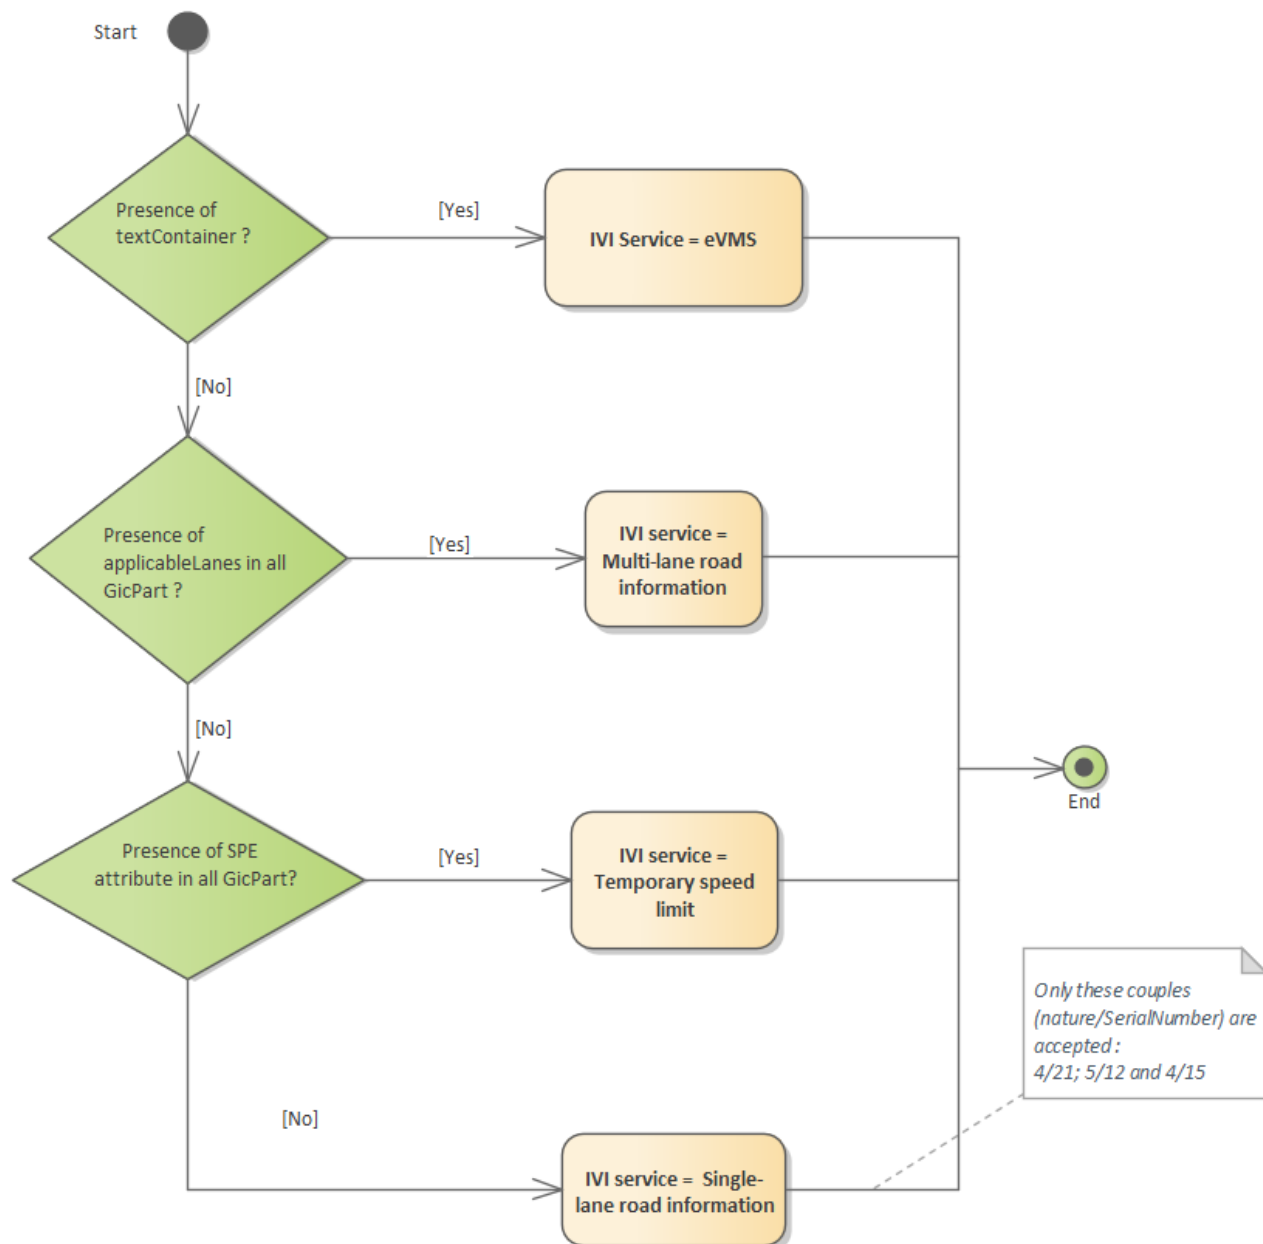 Start
Presence of
textContainer ?
[Yes]
IVI Service = eVMS
[No]
Presence of
applicableLanes in all
GicPart ?
[Yes]
IVI service =
Multi-lane road
information
[No]
Presence of SPE
attribute in all GicPart?
[Yes]
IVI service =
Temporary speed
limit
End
Only these couples
(nature/SerialNumber) are
accepted :
4/21; 5/12 and 4/15
[No]
IVI service = Single-
lane road information